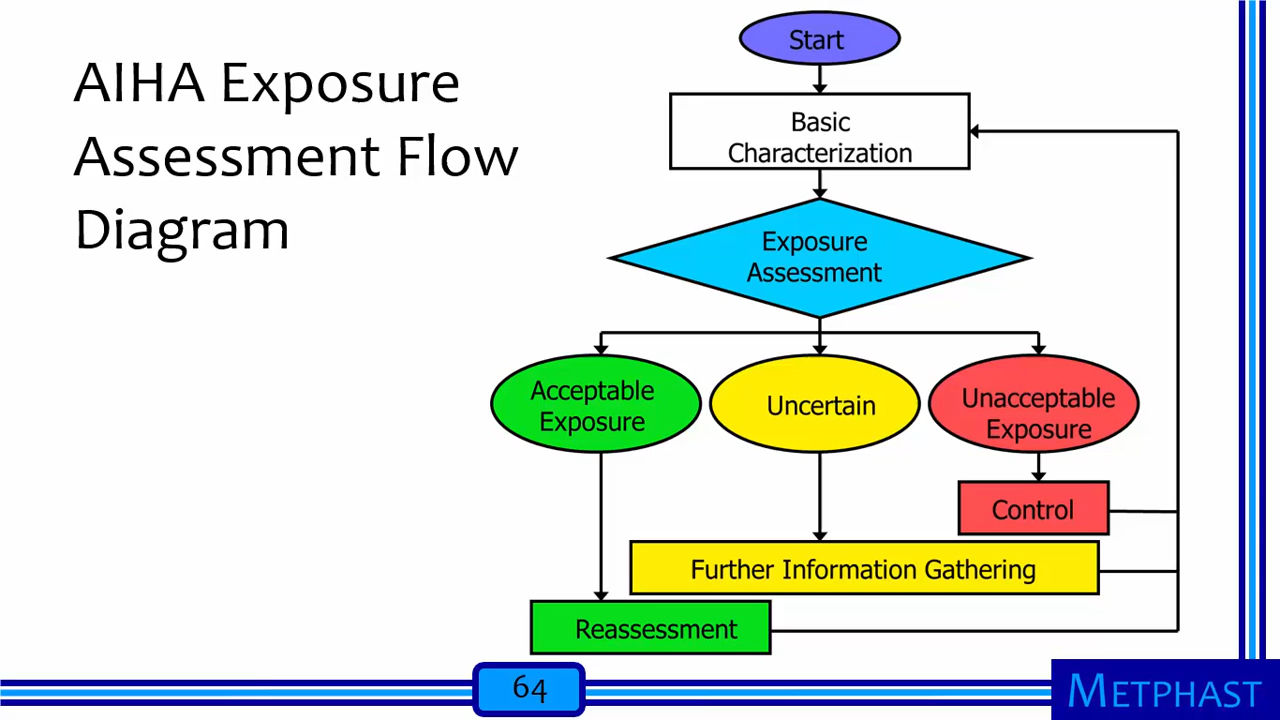 AIHA Exposure
Assessment Flow
Diagram
Start
Basic
Characterization
Exposure
Assessment
Acceptable
Exposure
Uncertain
Unacceptable
Exposure
Control
Further Information Gathering
Reassessment
64
METPHAST